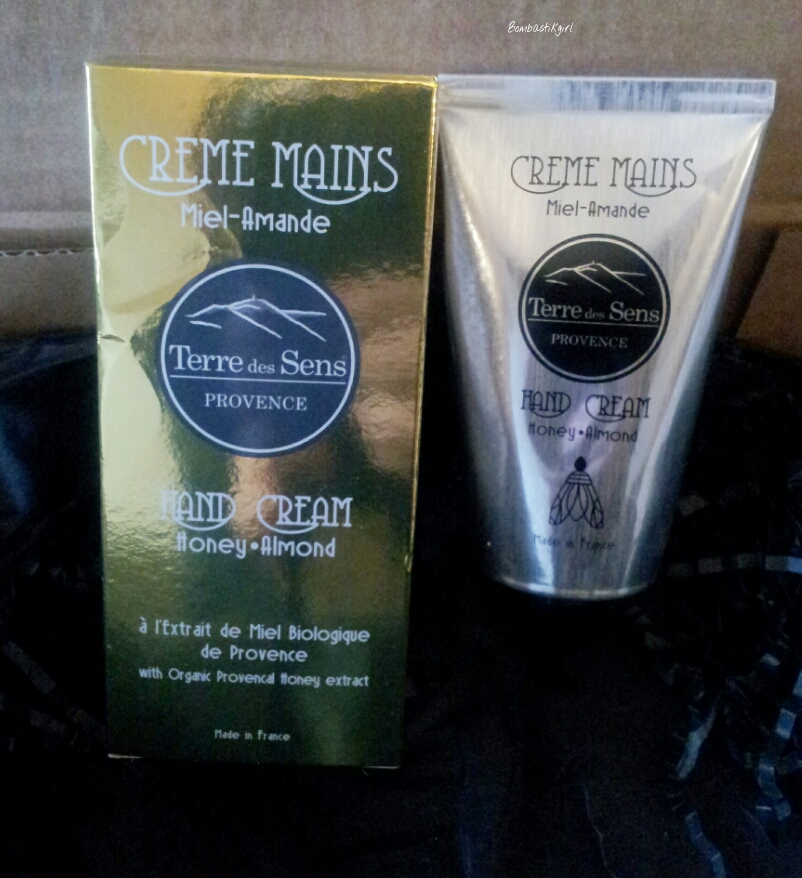 BombastiKgirl
CREME MAINS
Miel-Amande
Terre des Sens
PROVENCE
HAND CREAM
Honey•Almond
à l'Extrait de Miel Biologique
de Provence
with Organic Provencal Honey extract
Made in France
CREME MAINS
Miel-Amande
Terre des Sens
PROVENCE
HAND CREAM
Honey•Almond
Made in France